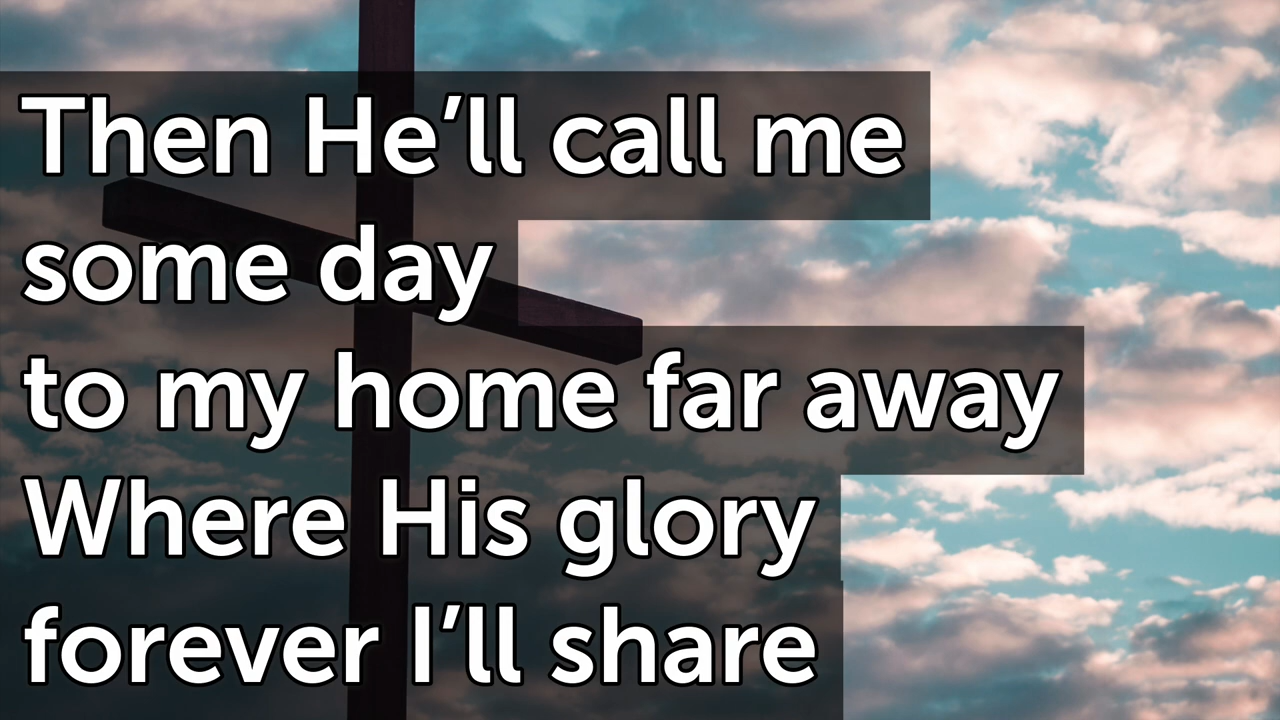 Then He’ll call me
some day
to my home far away
Where His glory
forever I’ll share